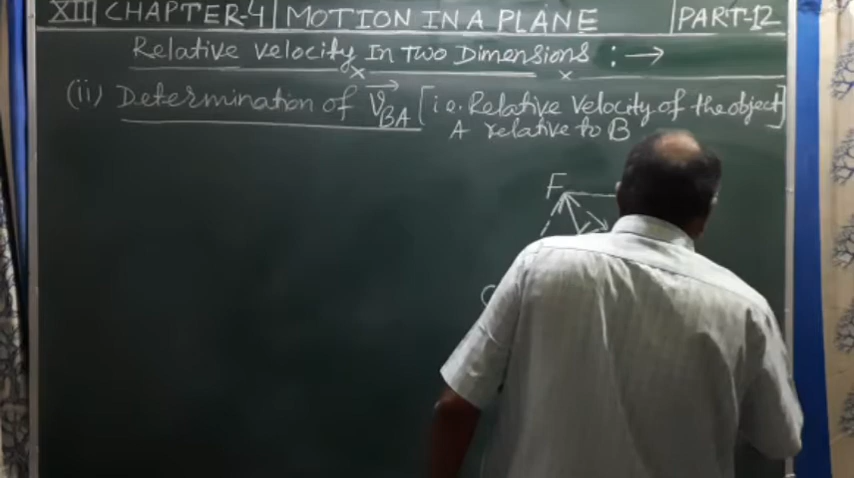 XII CHAPTER-4 MOTION IN A PLANE PART-12
Relative Velocity In Two Dimensions :→
(ii) Determination of V⃗BA [i.e. Relative Velocity of the object]
A relative to B
F